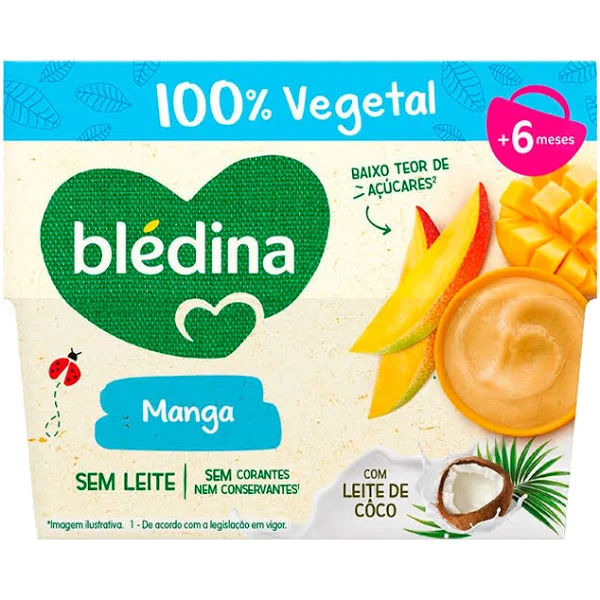 100% Vegetal
+6 meses
BAIXO TEOR DE
AÇÚCARES²
blédina
Manga
SEM LEITE
SEM CORANTES
NEM CONSERVANTES¹
COM
LEITE DE
CÔCO
*Imagem ilustrativa. 1 - De acordo com a legislação em vigor.